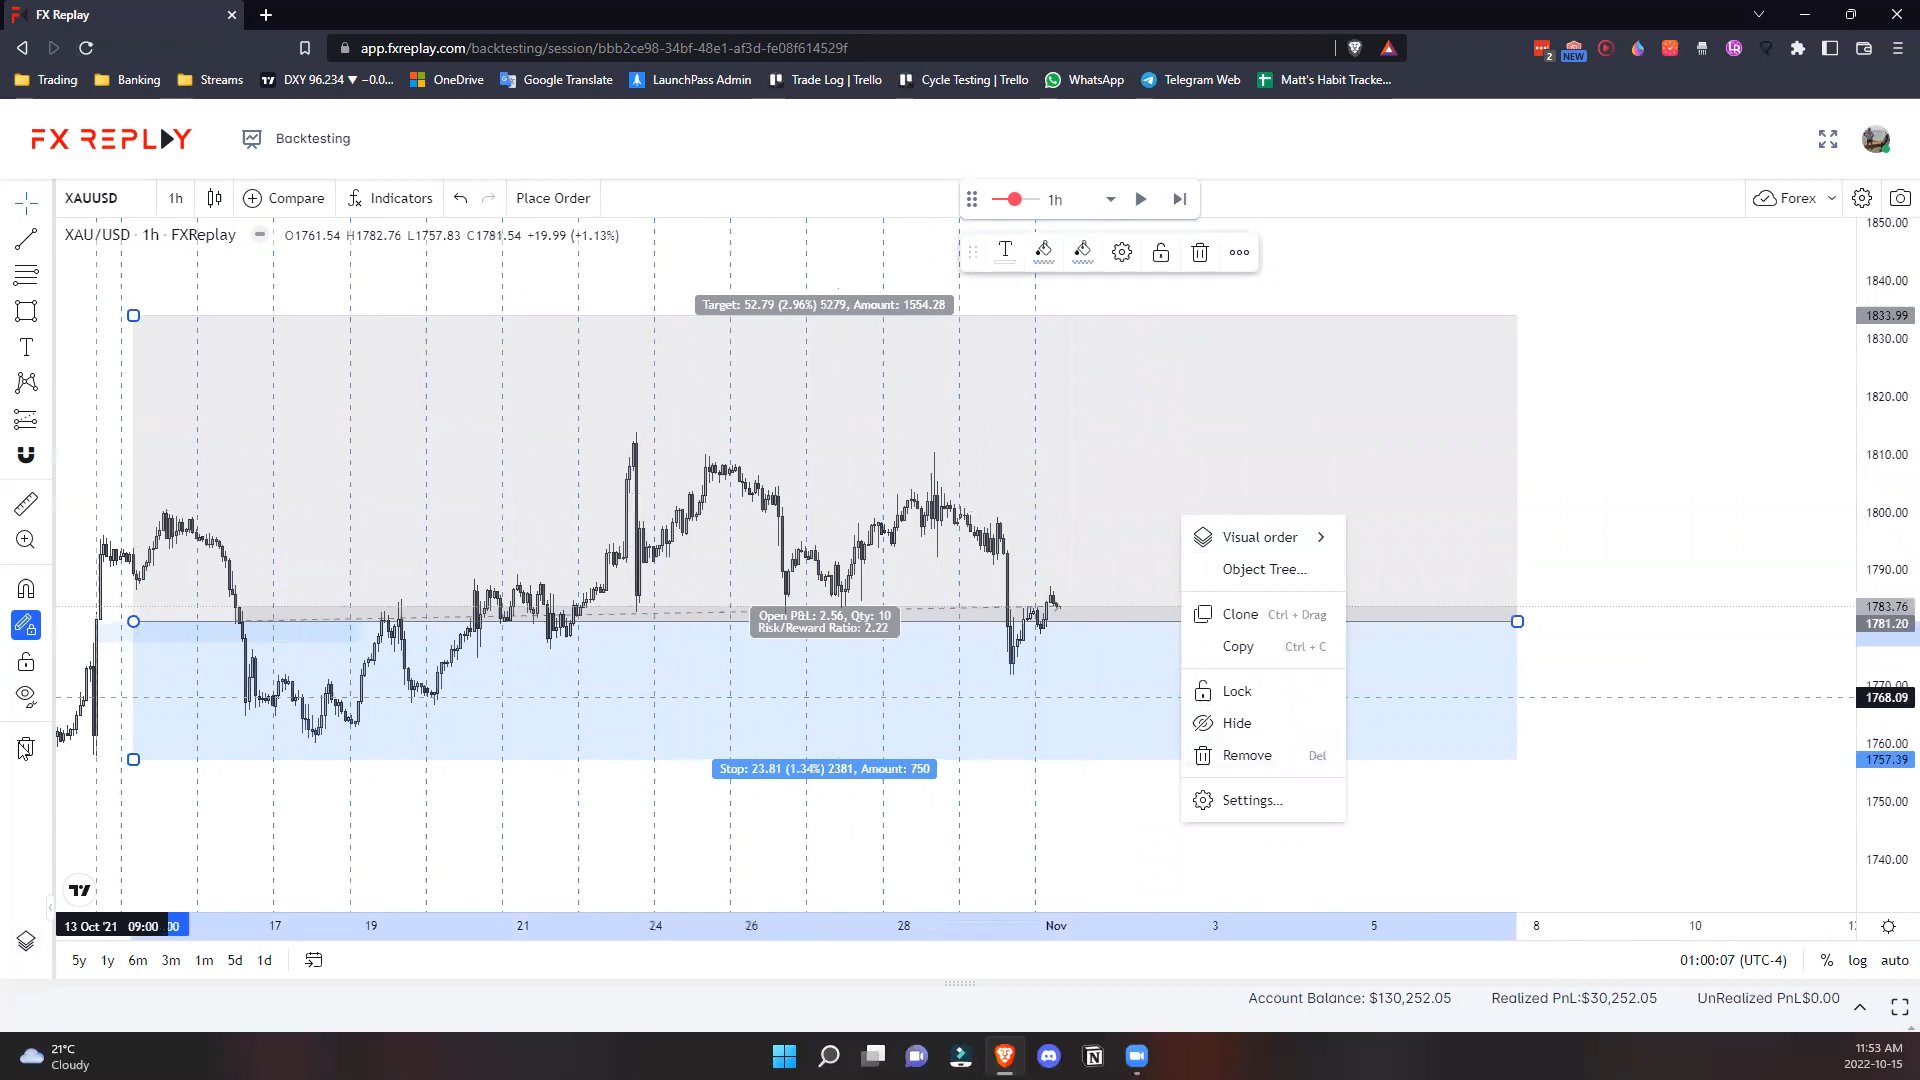 FX Replay
app.fxreplay.com/backtesting/session/bbb2ce98-34bf-48e1-af3d-fe08f614529f
2
NEW
Trading
Banking
Streams
DXY 96.234 ▼ −0.0...
OneDrive
Google Translate
LaunchPass Admin
Trade Log | Trello
Cycle Testing | Trello
WhatsApp
Telegram Web
Matt's Habit Tracke...
FX REPLAY
Backtesting
XAUUSD
1h
Compare
Indicators
Place Order
1h
Forex
XAU/USD · 1h · FXReplay
O1761.54 H1782.76 L1757.83 C1781.54 +19.99 (+1.13%)
Target: 52.79 (2.96%) 5279, Amount: 1554.28
Open P&L: 2.56, Qty: 10
Risk/Reward Ratio: 2.22
Stop: 23.81 (1.34%) 2381, Amount: 750
Visual order
Object Tree...
Clone Ctrl + Drag
Copy Ctrl + C
Lock
Hide
Remove Del
Settings...
1850.00
1840.00
1833.99
1830.00
1820.00
1810.00
1800.00
1790.00
1783.76
1781.20
1770.00
1768.09
1760.00
1757.39
1750.00
1740.00
13 Oct '21 09:00
:00
17
19
21
24
26
28
Nov
3
5
8
10
5y
1y
6m
3m
1m
5d
1d
01:00:07 (UTC-4)
%
log
auto
Account Balance: $130,252.05
Realized PnL:$30,252.05
UnRealized PnL$0.00
21°C
Cloudy
11:53 AM
2022-10-15